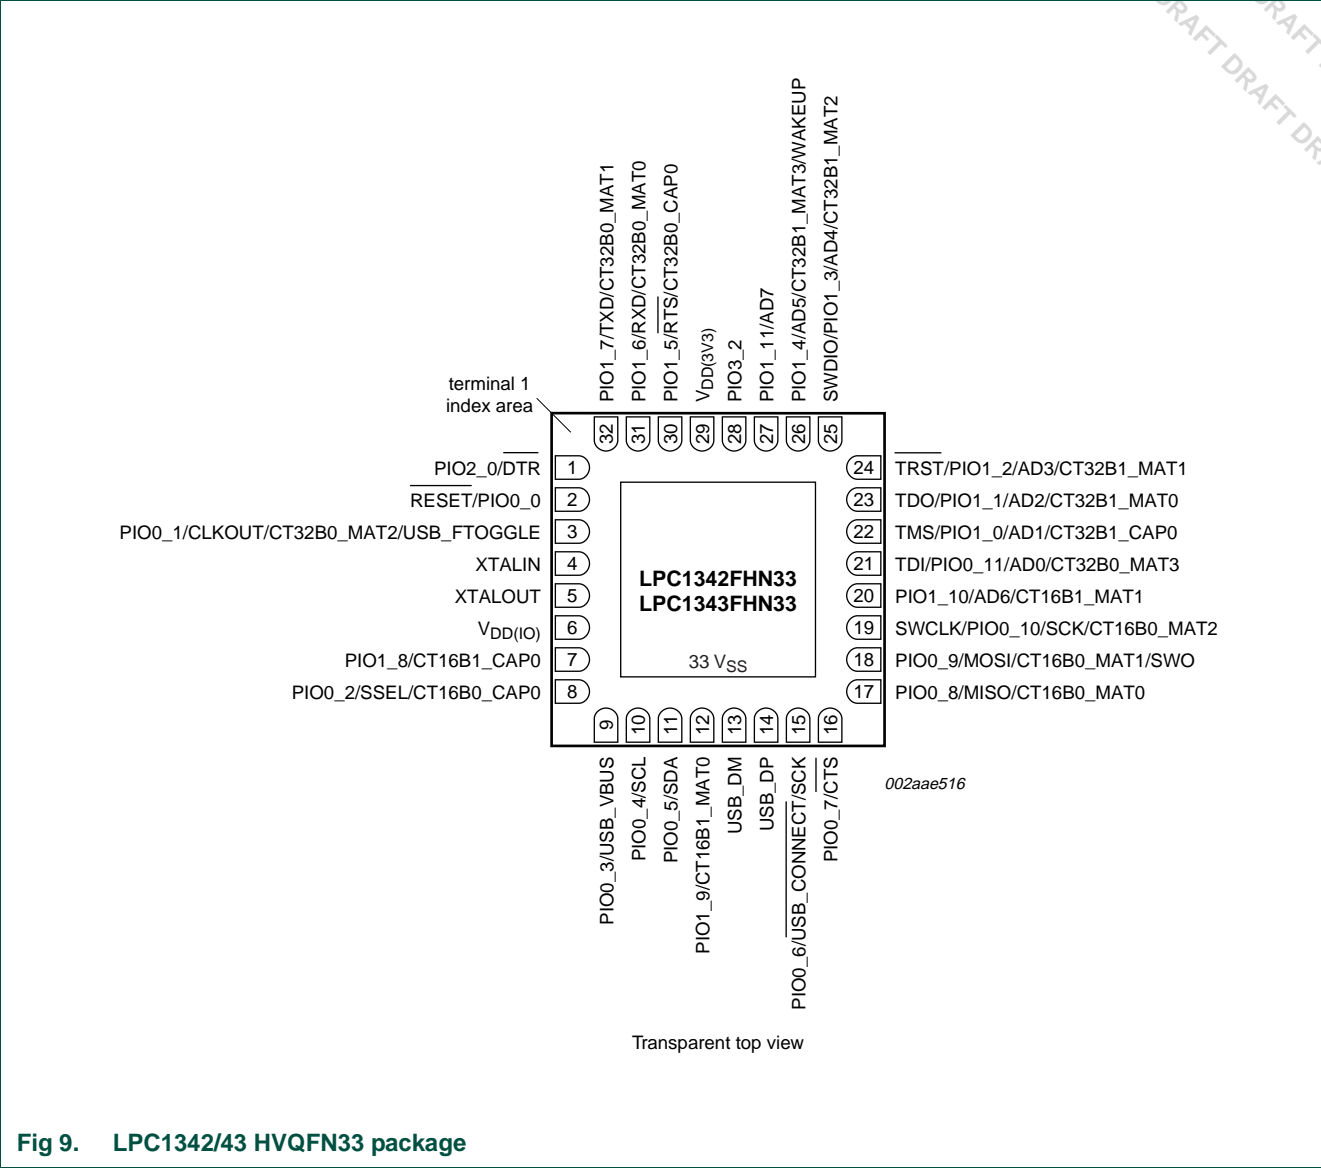 DRAFT DRAFT DRA
DRAFT
PIO1_7/TXD/CT32B0_MAT1
PIO1_6/RXD/CT32B0_MAT0
PIO1_5/RTS/CT32B0_CAP0
VDD(3V3)
PIO3_2
PIO1_11/AD7
PIO1_4/AD5/CT32B1_MAT3/WAKEUP
SWDIO/PIO1_3/AD4/CT32B1_MAT2
terminal 1
index area
32 31 30 29 28 27 26 25
PIO2_0/DTR 1
RESET/PIO0_0 2
PIO0_1/CLKOUT/CT32B0_MAT2/USB_FTOGGLE 3
XTALIN 4
XTALOUT 5
VDD(IO) 6
PIO1_8/CT16B1_CAP0 7
PIO0_2/SSEL/CT16B0_CAP0 8
24 TRST/PIO1_2/AD3/CT32B1_MAT1
23 TDO/PIO1_1/AD2/CT32B1_MAT0
22 TMS/PIO1_0/AD1/CT32B1_CAP0
21 TDI/PIO0_11/AD0/CT32B0_MAT3
20 PIO1_10/AD6/CT16B1_MAT1
19 SWCLK/PIO0_10/SCK/CT16B0_MAT2
18 PIO0_9/MOSI/CT16B0_MAT1/SWO
17 PIO0_8/MISO/CT16B0_MAT0
LPC1342FHN33
LPC1343FHN33
33 VSS
9 10 11 12 13 14 15 16
PIO0_3/USB_VBUS
PIO0_4/SCL
PIO0_5/SDA
PIO1_9/CT16B1_MAT0
USB_DM
USB_DP
PIO0_6/USB_CONNECT/SCK
PIO0_7/CTS
002aae516
Transparent top view
Fig 9. LPC1342/43 HVQFN33 package